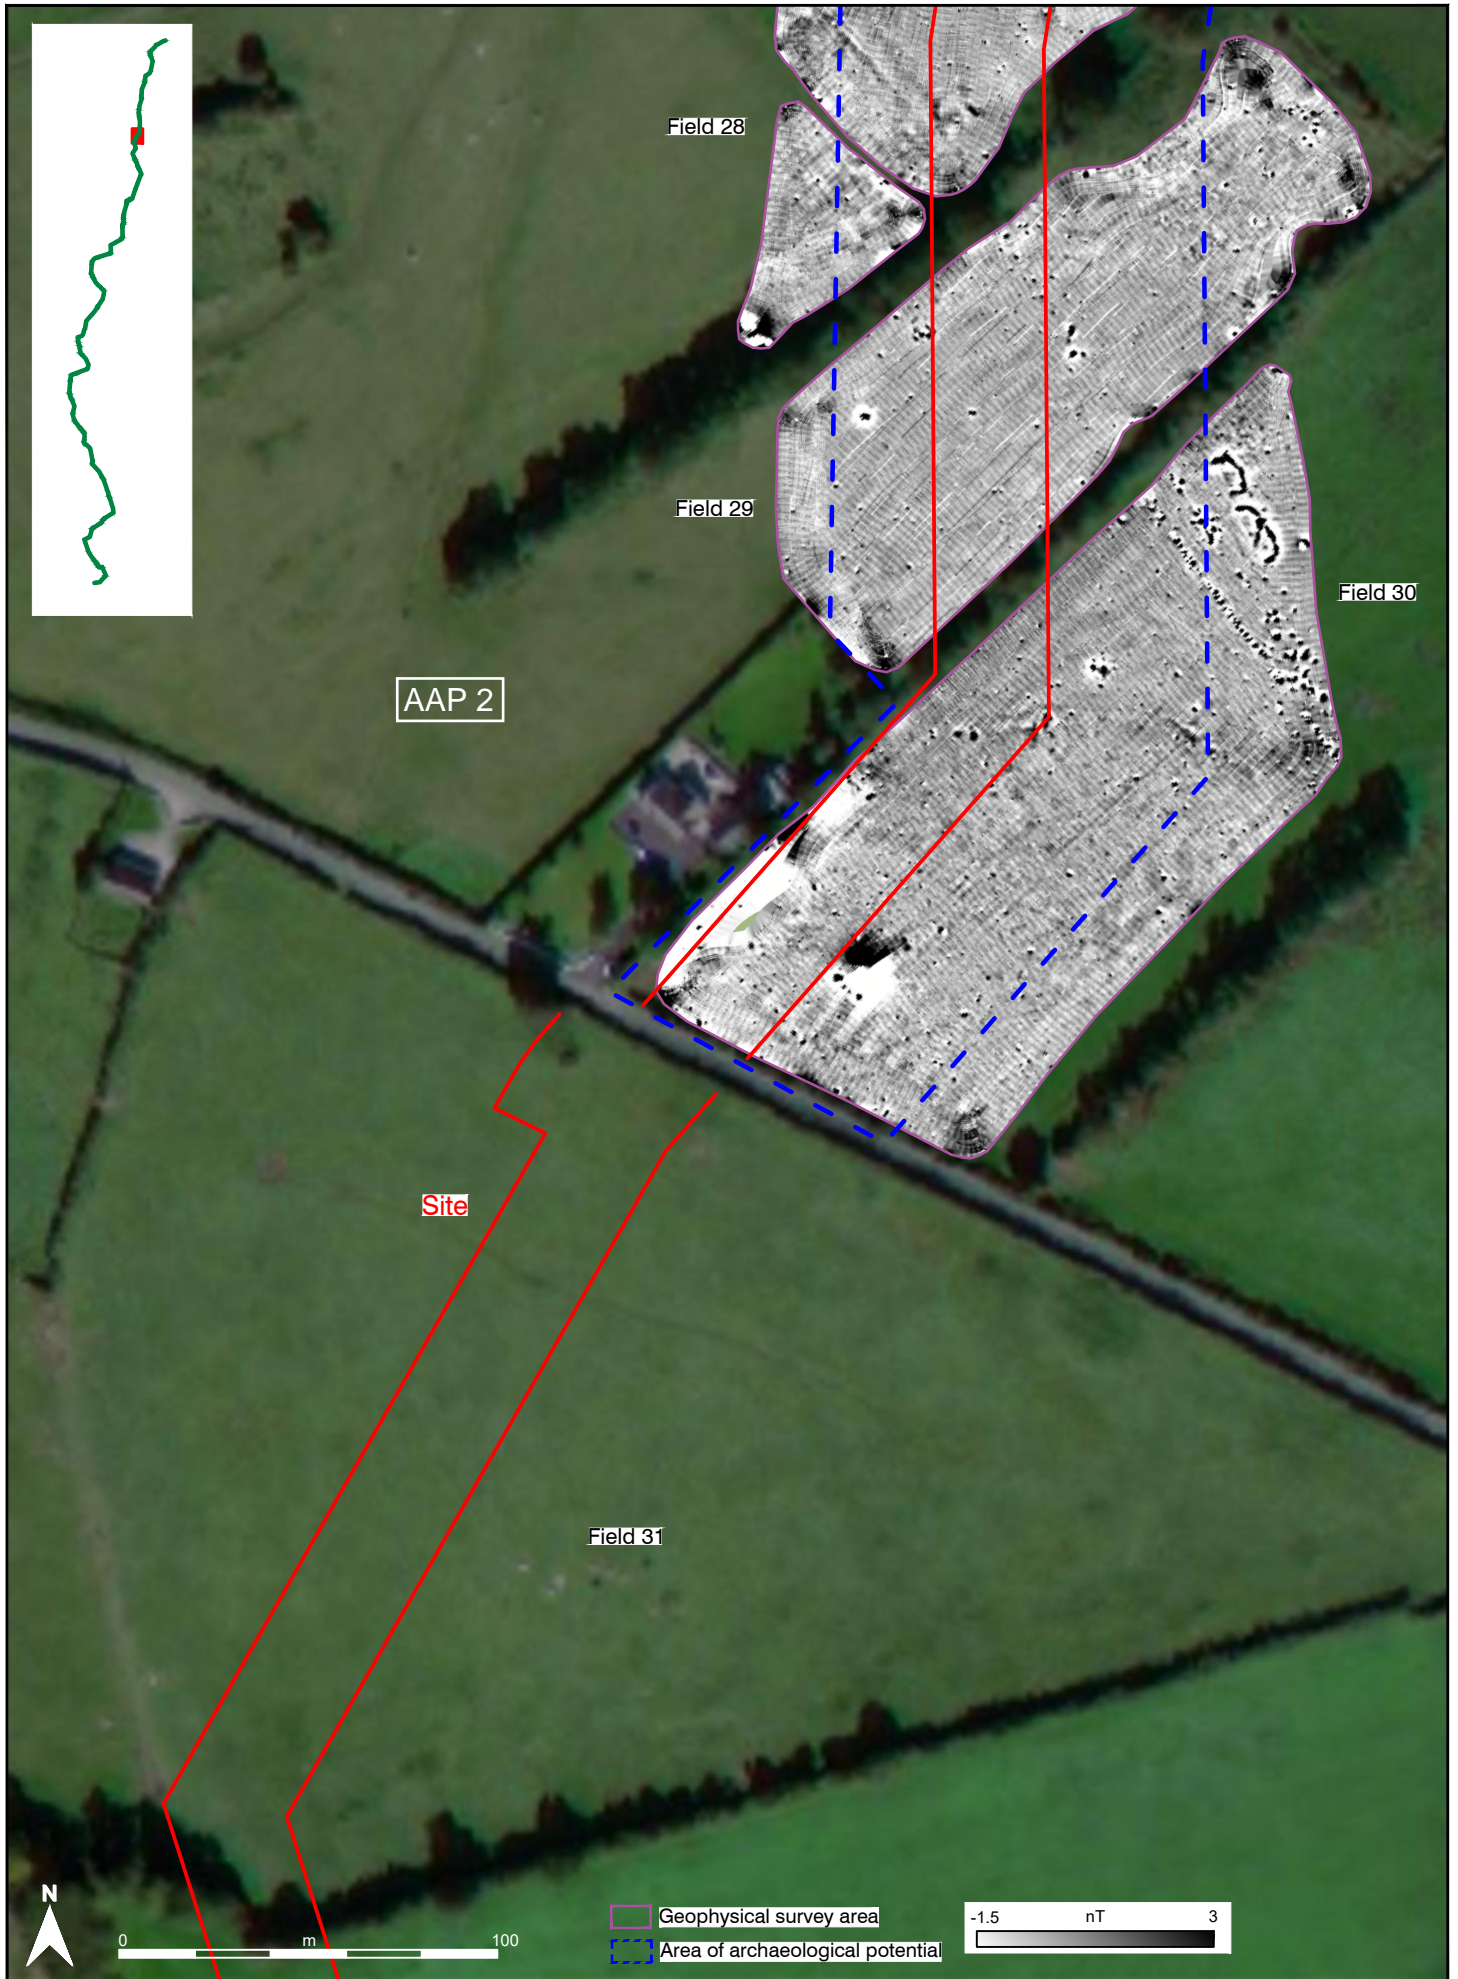 Field 28
Field 29
Field 30
AAP 2
Site
Field 31
N
0 m 100
Geophysical survey area
Area of archaeological potential
-1.5 nT 3